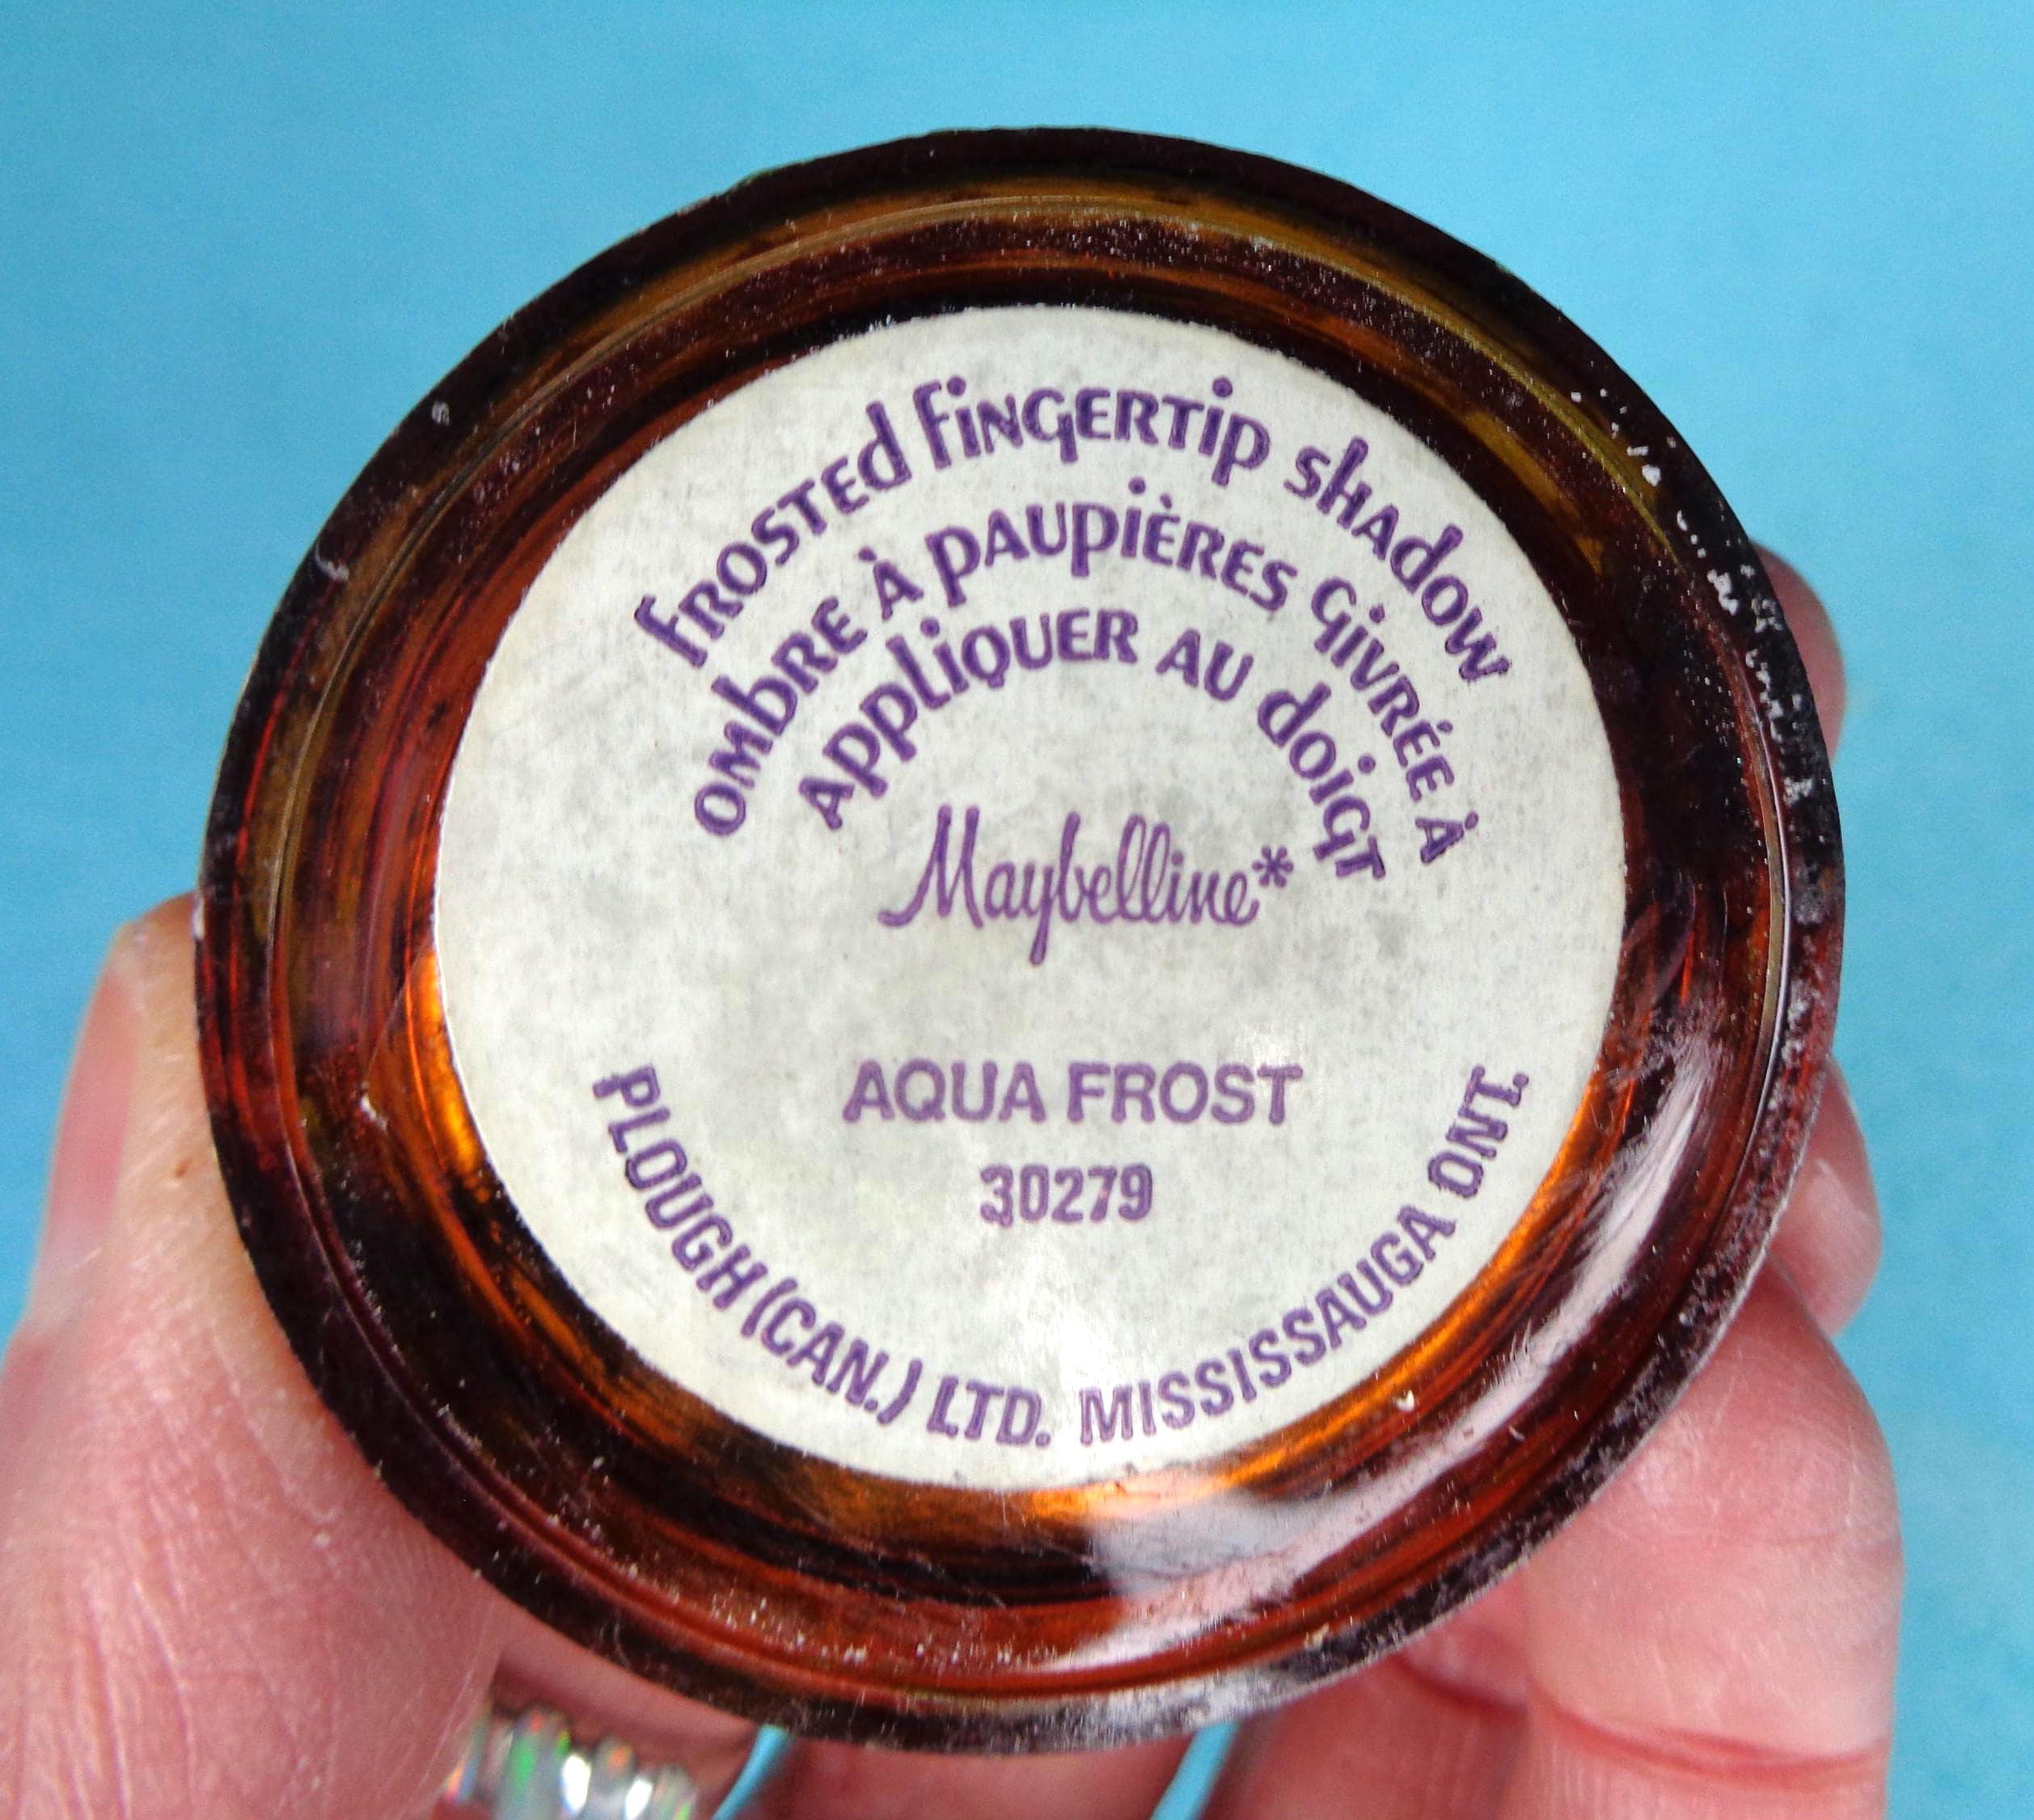 FROSTED FINGERTIP SHADOW
OMBRE À PAUPIÈRES GIVRÉE À
APPLIQUER AU DOIGT
Maybelline*
AQUA FROST
30279
PLOUGH (CAN.) LTD. MISSISSAUGA ONT.